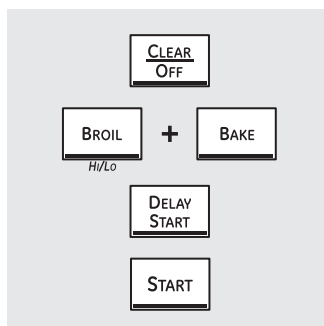 CLEAR
OFF
BROIL + BAKE
HI/LO
DELAY
START
START